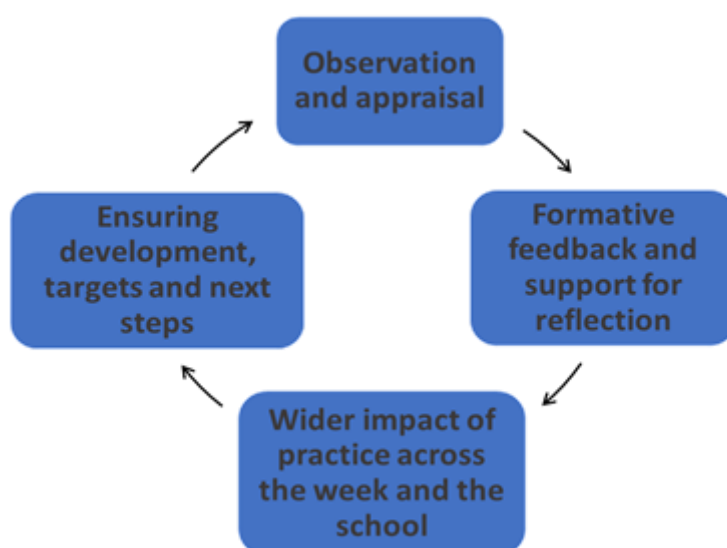 Observation
and appraisal
Formative
feedback and
support for
reflection
Wider impact of
practice across
the week and the
school
Ensuring
development,
targets and next
steps